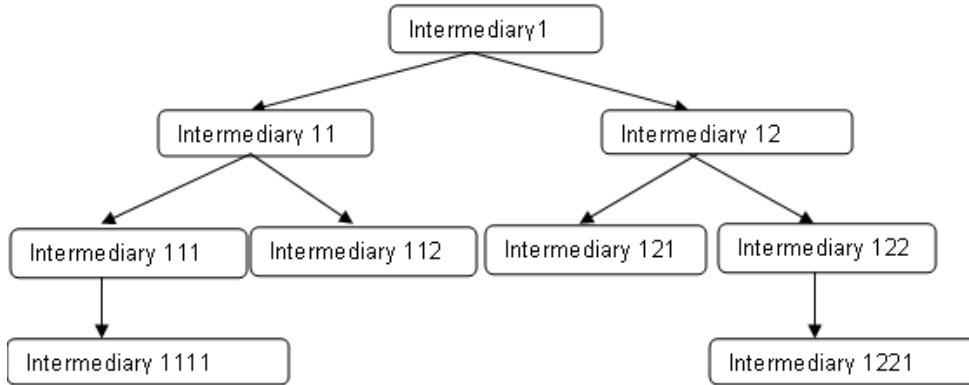 Intermediary1
Intermediary 11
Intermediary 12
Intermediary 111
Intermediary 112
Intermediary 121
Intermediary 122
Intermediary 1111
Intermediary 1221